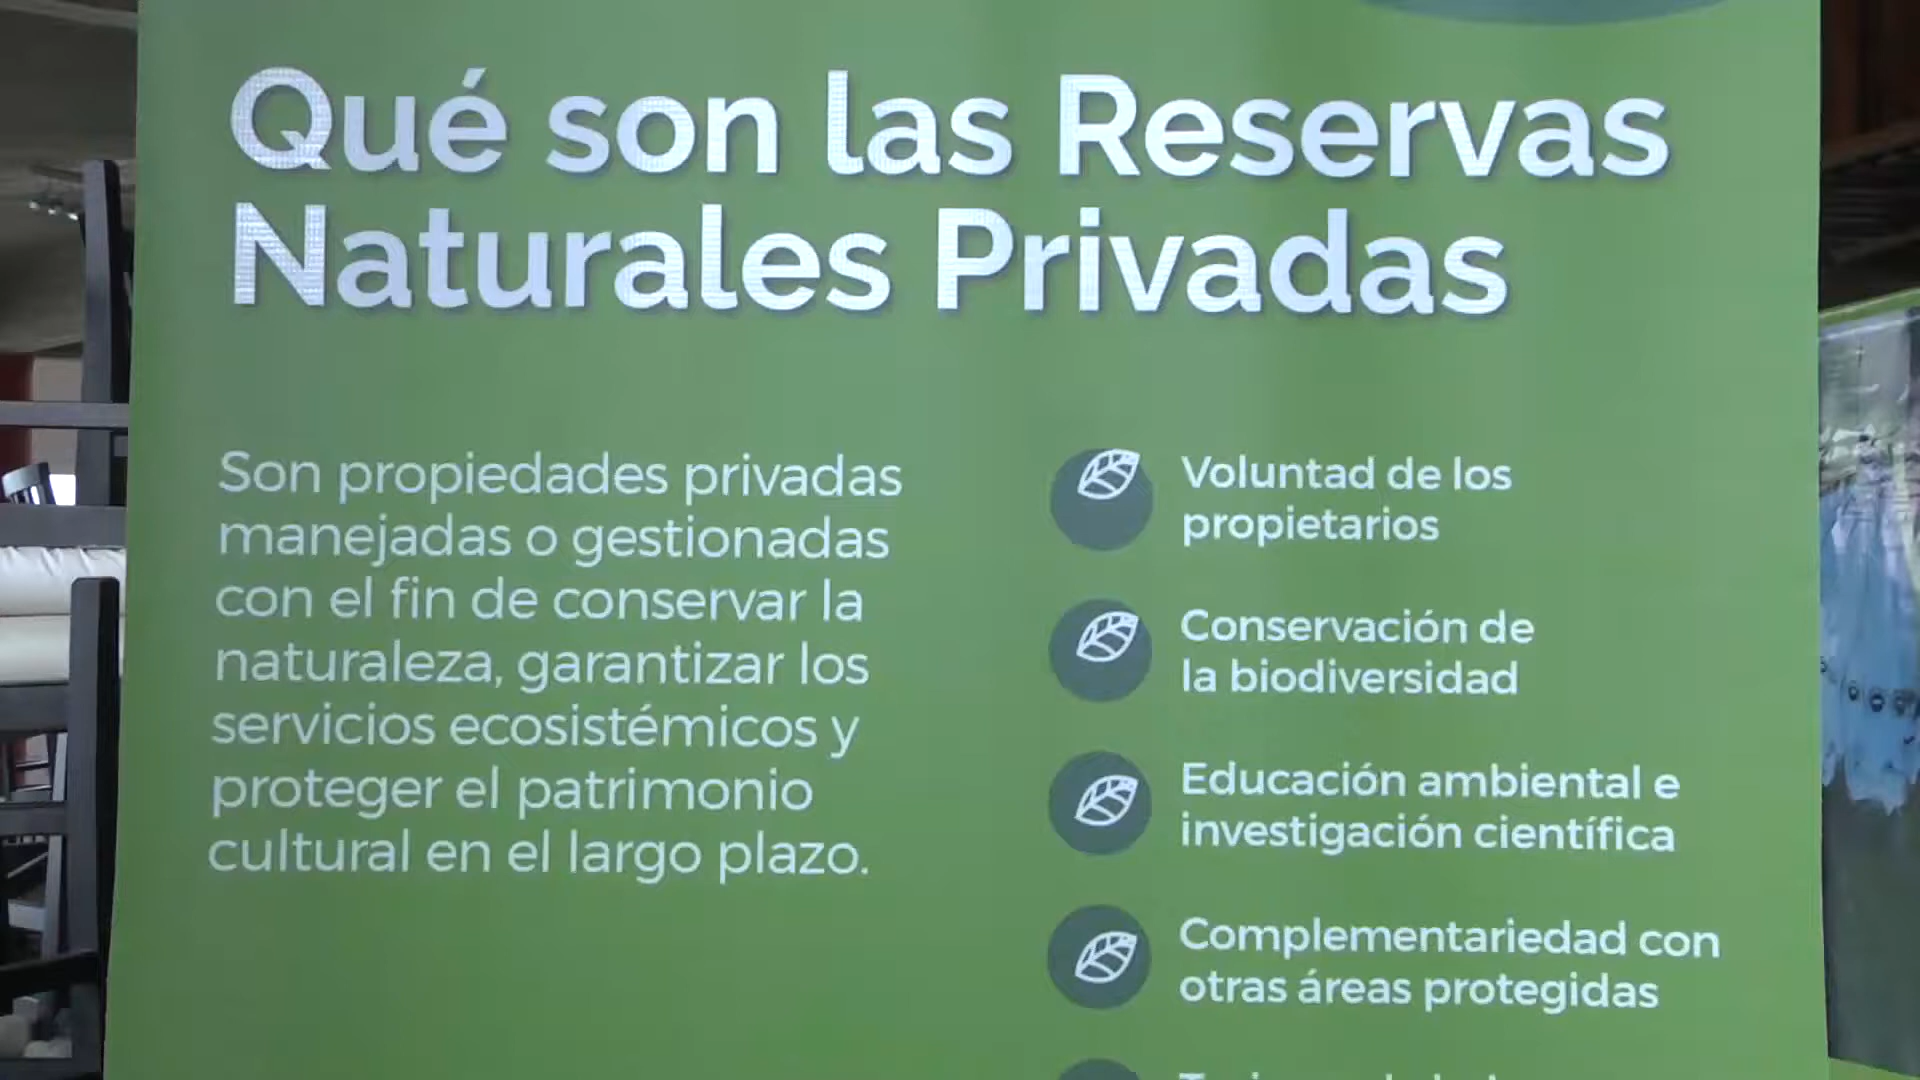 Qué son las Reservas
Naturales Privadas
Son propiedades privadas
manejadas o gestionadas
con el fin de conservar la
naturaleza, garantizar los
servicios ecosistémicos y
proteger el patrimonio
cultural en el largo plazo.
Voluntad de los
propietarios
Conservación de
la biodiversidad
Educación ambiental e
investigación científica
Complementariedad con
otras áreas protegidas